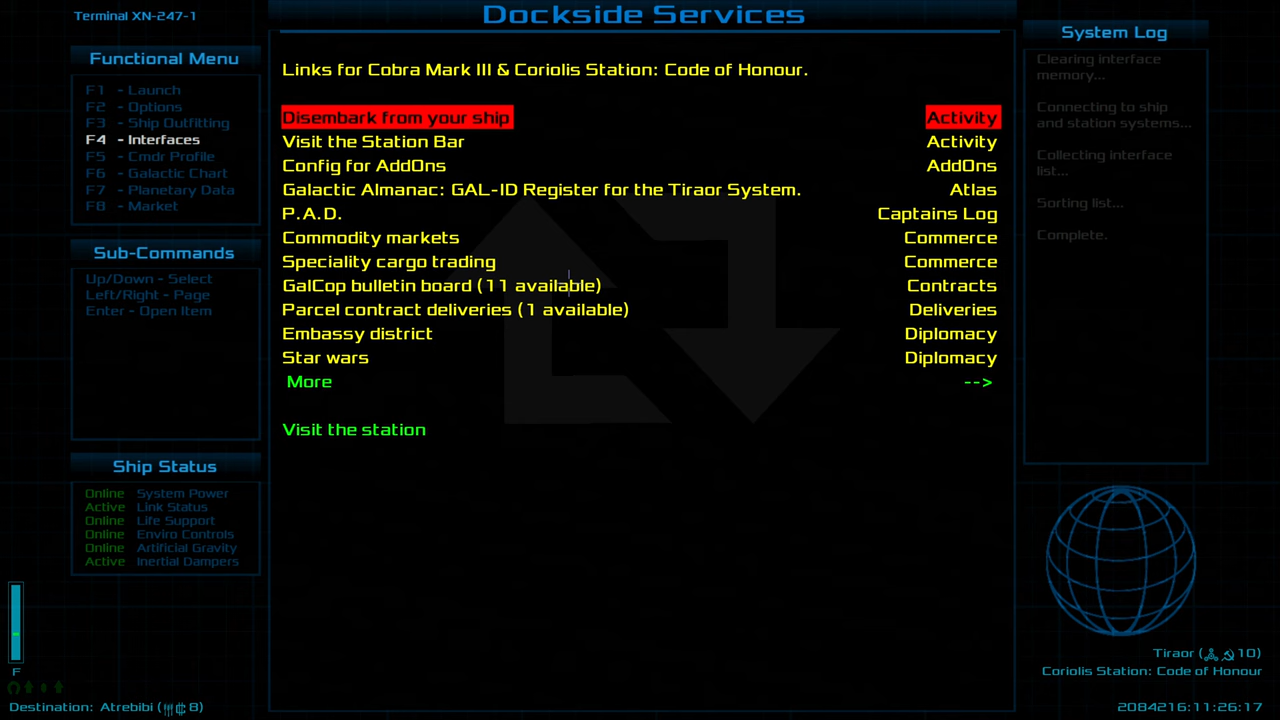 Terminal XN-247-1
Dockside Services
System Log
Functional Menu
F1 - Launch
F2 - Options
F3 - Ship Outfitting
F4 - Interfaces
F5 - Cmdr Profile
F6 - Galactic Chart
F7 - Planetary Data
F8 - Market
Sub-Commands
Up/Down - Select
Left/Right - Page
Enter - Open Item
Ship Status
Online System Power
Active Link Status
Online Life Support
Online Enviro Controls
Online Artificial Gravity
Active Inertial Dampers
F
Destination: Atrebibi ( 8)
Links for Cobra Mark III & Coriolis Station: Code of Honour.
Disembark from your ship Activity
Visit the Station Bar Activity
Config for AddOns AddOns
Galactic Almanac: GAL-ID Register for the Tiraor System. Atlas
P.A.D. Captains Log
Commodity markets Commerce
Speciality cargo trading Commerce
GalCop bulletin board (11 available) Contracts
Parcel contract deliveries (1 available) Deliveries
Embassy district Diplomacy
Star wars Diplomacy
More -->
Visit the station
Clearing interface
memory...
Connecting to ship
and station systems...
Collecting interface
list...
Sorting list...
Complete.
Tiraor ( 10)
Coriolis Station: Code of Honour
2084216:11:26:17